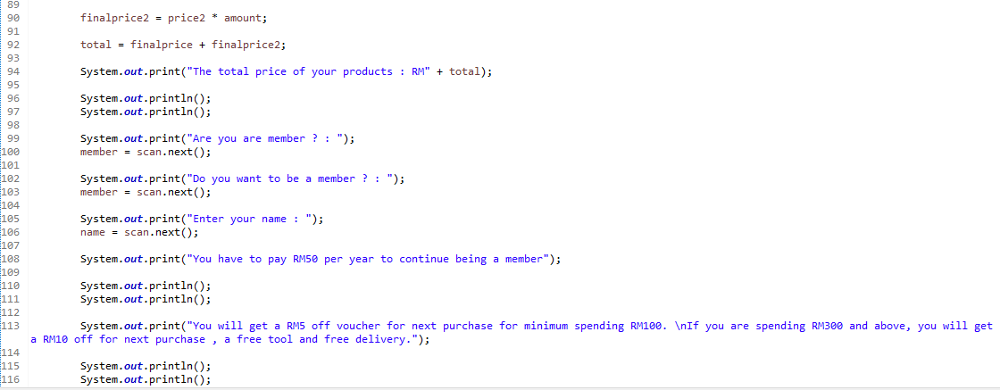 89
90 finalprice2 = price2 * amount;
91
92 total = finalprice + finalprice2;
93
94 System.out.print("The total price of your products : RM" + total);
95
96 System.out.println();
97 System.out.println();
98
99 System.out.print("Are you are member ? : ");
100 member = scan.next();
101
102 System.out.print("Do you want to be a member ? : ");
103 member = scan.next();
104
105 System.out.print("Enter your name : ");
106 name = scan.next();
107
108 System.out.print("You have to pay RM50 per year to continue being a member");
109
110 System.out.println();
111 System.out.println();
112
113 System.out.print("You will get a RM5 off voucher for next purchase for minimum spending RM100. \nIf you are spending RM300 and above, you will get
a RM10 off for next purchase , a free tool and free delivery.");
114
115 System.out.println();
116 System.out.println();